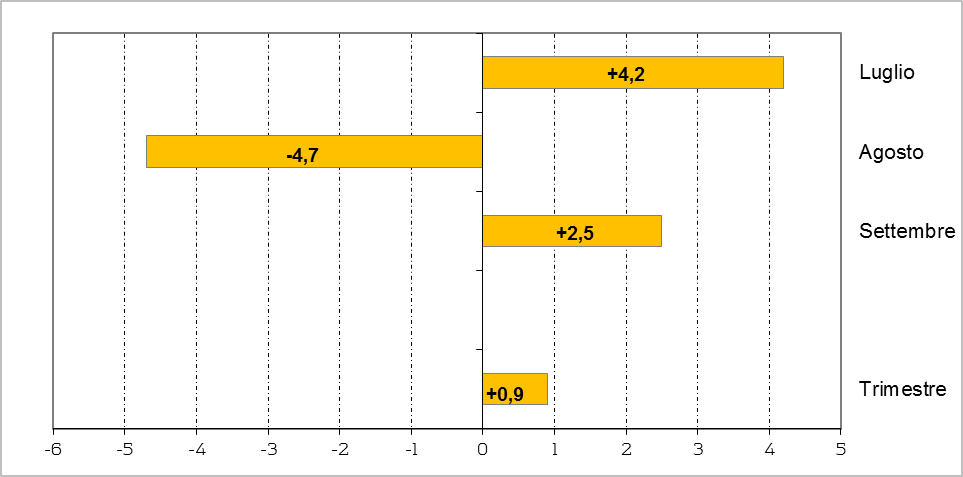 +4,2 Luglio
-4,7 Agosto
+2,5 Settembre
+0,9 Trimestre
-6 -5 -4 -3 -2 -1 0 1 2 3 4 5